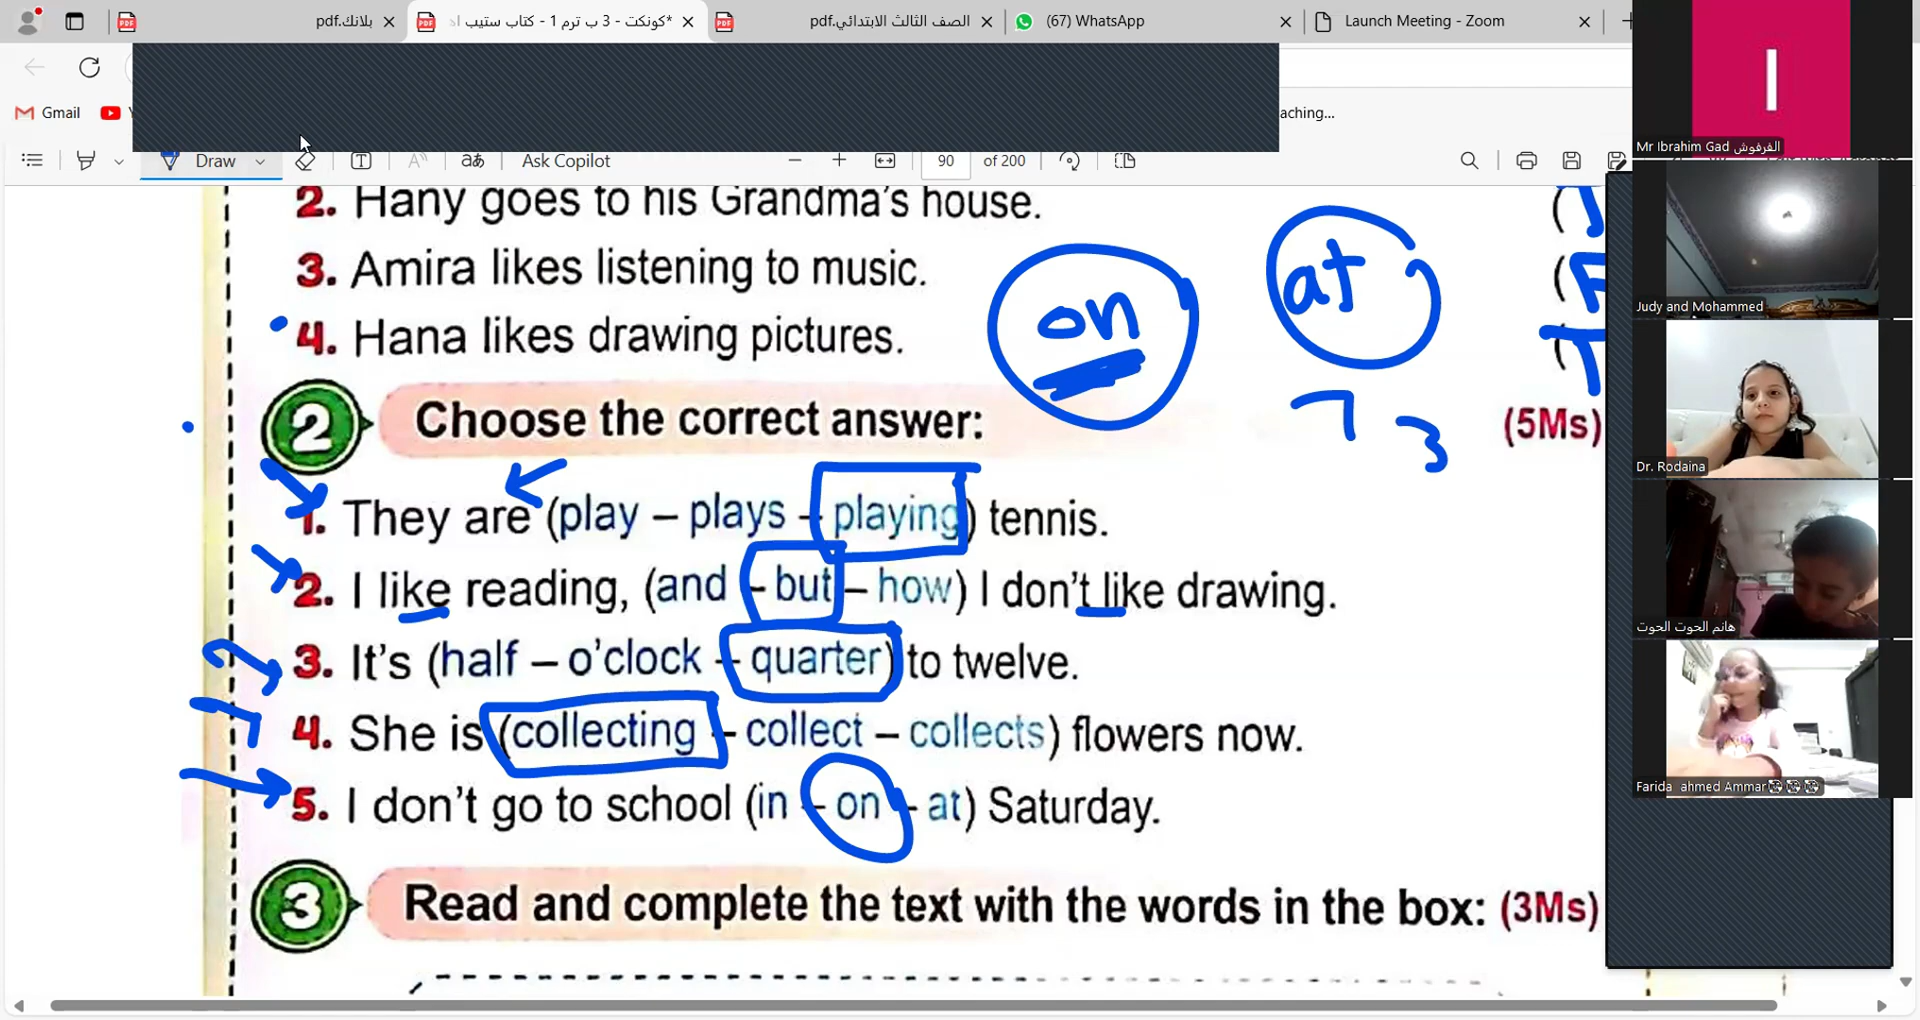 بلانك.pdf
*كونكت - 3 ب ترم 1 - كتاب ستيب اد
الصف الثالث الابتدائي.pdf
(67) WhatsApp
Launch Meeting - Zoom
Gmail
aching...
Draw
Ask Copilot
90 of 200
2. Hany goes to his Grandma's house.
3. Amira likes listening to music.
4. Hana likes drawing pictures.
on
at
7 3
2 Choose the correct answer: (5Ms)
1. They are (play – plays – playing) tennis.
2. I like reading, (and – but – how) I don't like drawing.
3. It's (half – o'clock – quarter) to twelve.
4. She is (collecting – collect – collects) flowers now.
5. I don't go to school (in – on – at) Saturday.
3 Read and complete the text with the words in the box: (3Ms)
I
Mr Ibrahim Gad الفرفوش
Judy and Mohammed
Dr. Rodaina
هانم الحوت الحوت
Farida ahmed Ammar